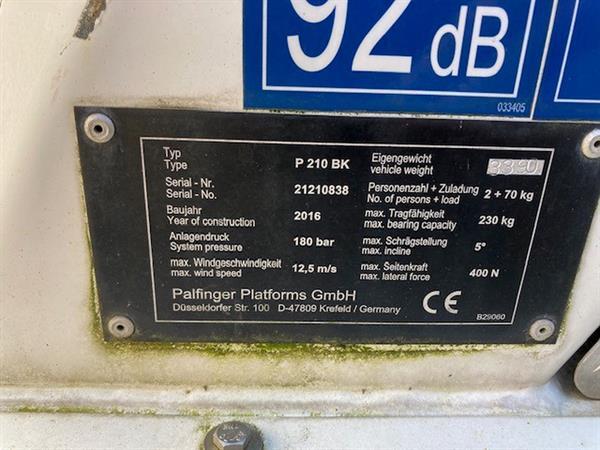 92 dB
033405
Typ
Type
P 210 BK
Eigengewicht
vehicle weight
3390
Serial - Nr.
Serial - No.
21210838
Personenzahl + Zuladung
No. of persons + load
2 + 70 kg
Baujahr
Year of construction
2016
max. Tragfähigkeit
max. bearing capacity
230 kg
Anlagendruck
System pressure
180 bar
max. Schrägstellung
max. incline
5°
max. Windgeschwindigkeit
max. wind speed
12,5 m/s
max. Seitenkraft
max. lateral force
400 N
Palfinger Platforms GmbH
Düsseldorfer Str. 100 D-47809 Krefeld / Germany
CE
B29060